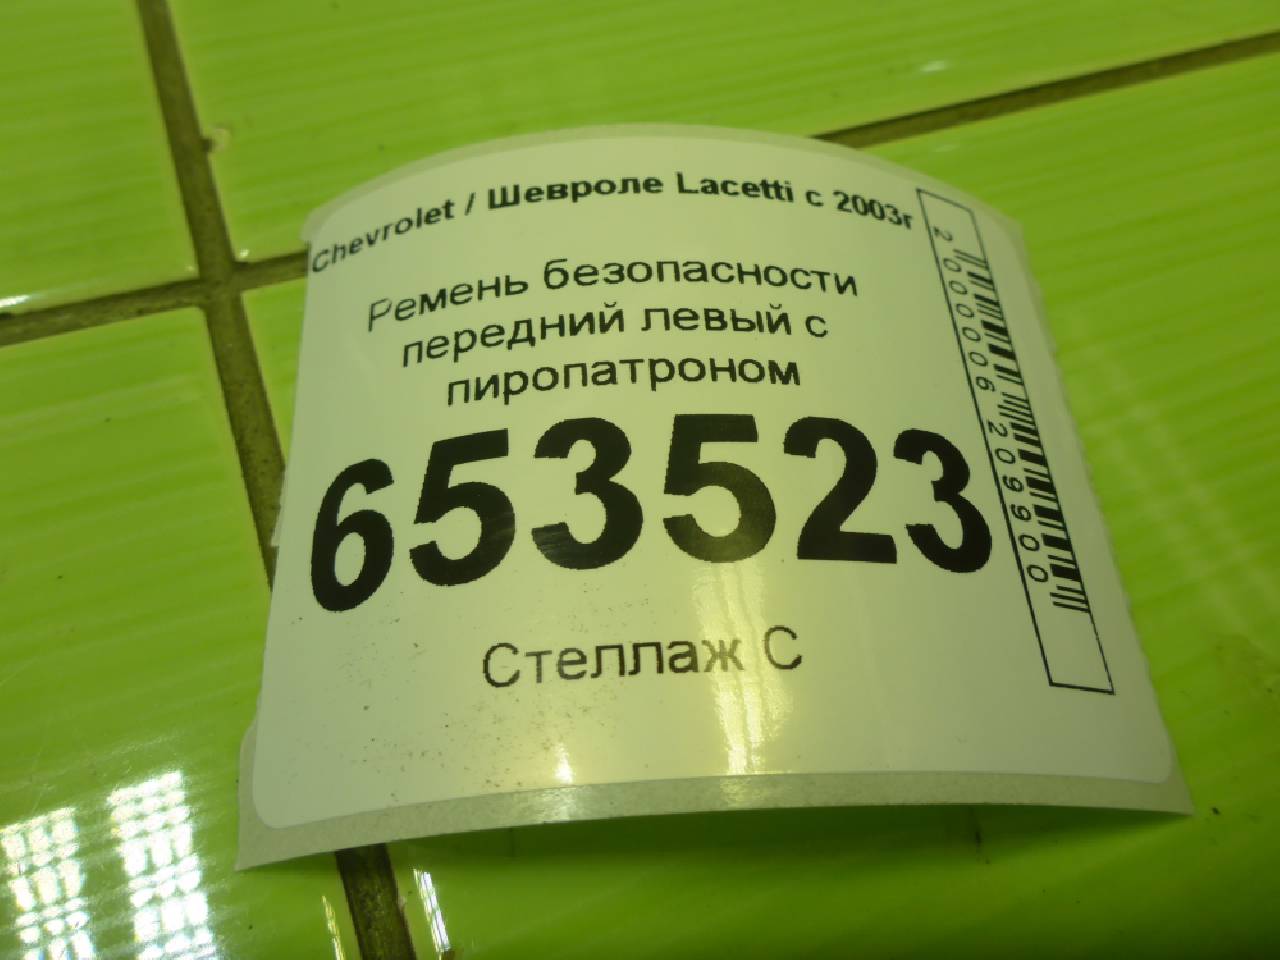 Chevrolet / Шевроле Lacetti с 2003г
Ремень безопасности
передний левый с
пиропатроном
653523
Стеллаж С
2000006209900